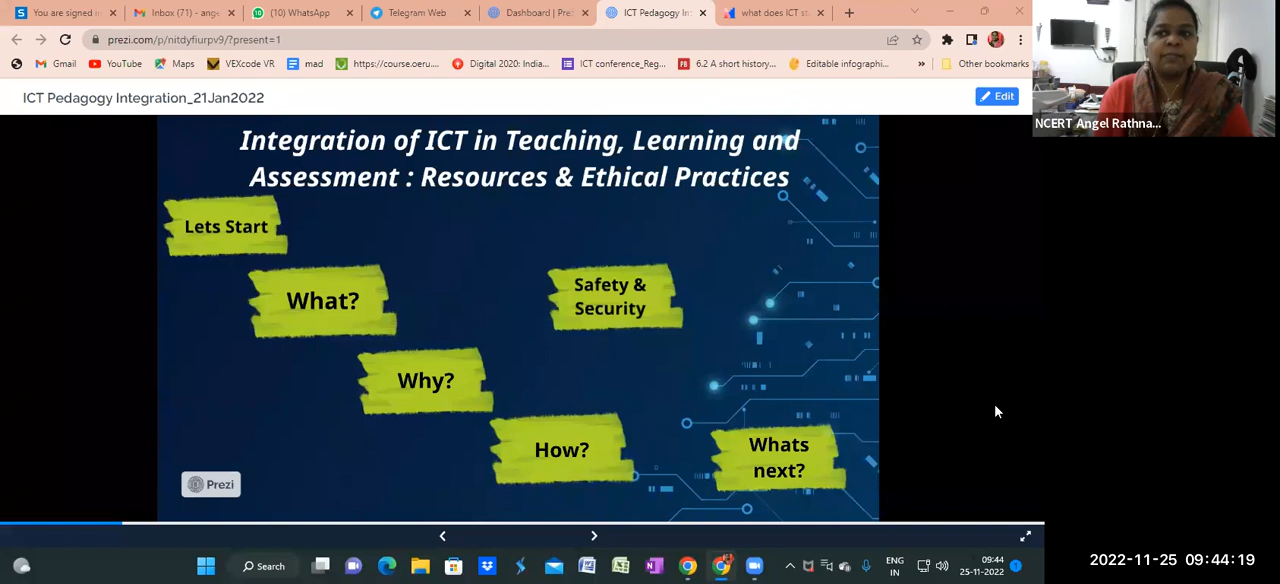 You are signed in
Inbox (71) - ange
(10) WhatsApp
Telegram Web
Dashboard | Pre
ICT Pedagogy In
what does ICT st
prezi.com/p/nitdyfiurpv9/?present=1
Gmail
YouTube
Maps
VEXcode VR
mad
https://course.oeru....
Digital 2020: India...
ICT conference_Reg...
6.2 A short history...
Editable infographi...
»
Other bookmarks
ICT Pedagogy Integration_21Jan2022
Edit
NCERT Angel Rathna...
Integration of ICT in Teaching, Learning and
Assessment : Resources & Ethical Practices
Lets Start
What?
Safety &
Security
Why?
How?
Whats
next?
Prezi
Search
ENG
IN
09:44
25-11-2022
1
2022-11-25 09:44:19